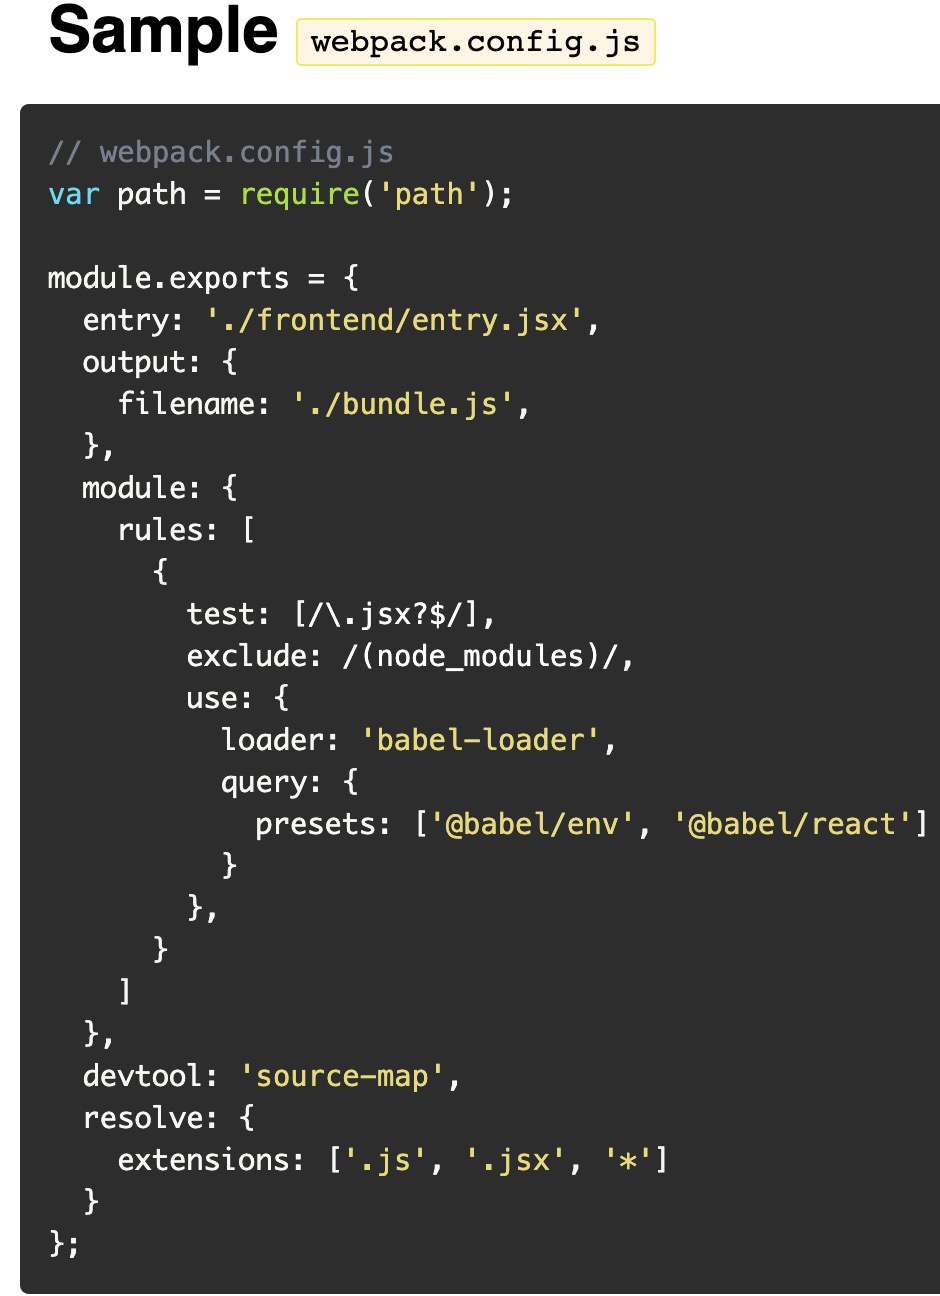 Sample webpack.config.js
// webpack.config.js
var path = require('path');

module.exports = {
  entry: './frontend/entry.jsx',
  output: {
    filename: './bundle.js',
  },
  module: {
    rules: [
      {
        test: [/\.jsx?$/],
        exclude: /(node_modules)/,
        use: {
          loader: 'babel-loader',
          query: {
            presets: ['@babel/env', '@babel/react']
          }
        },
      }
    ]
  },
  devtool: 'source-map',
  resolve: {
    extensions: ['.js', '.jsx', '*']
  }
};